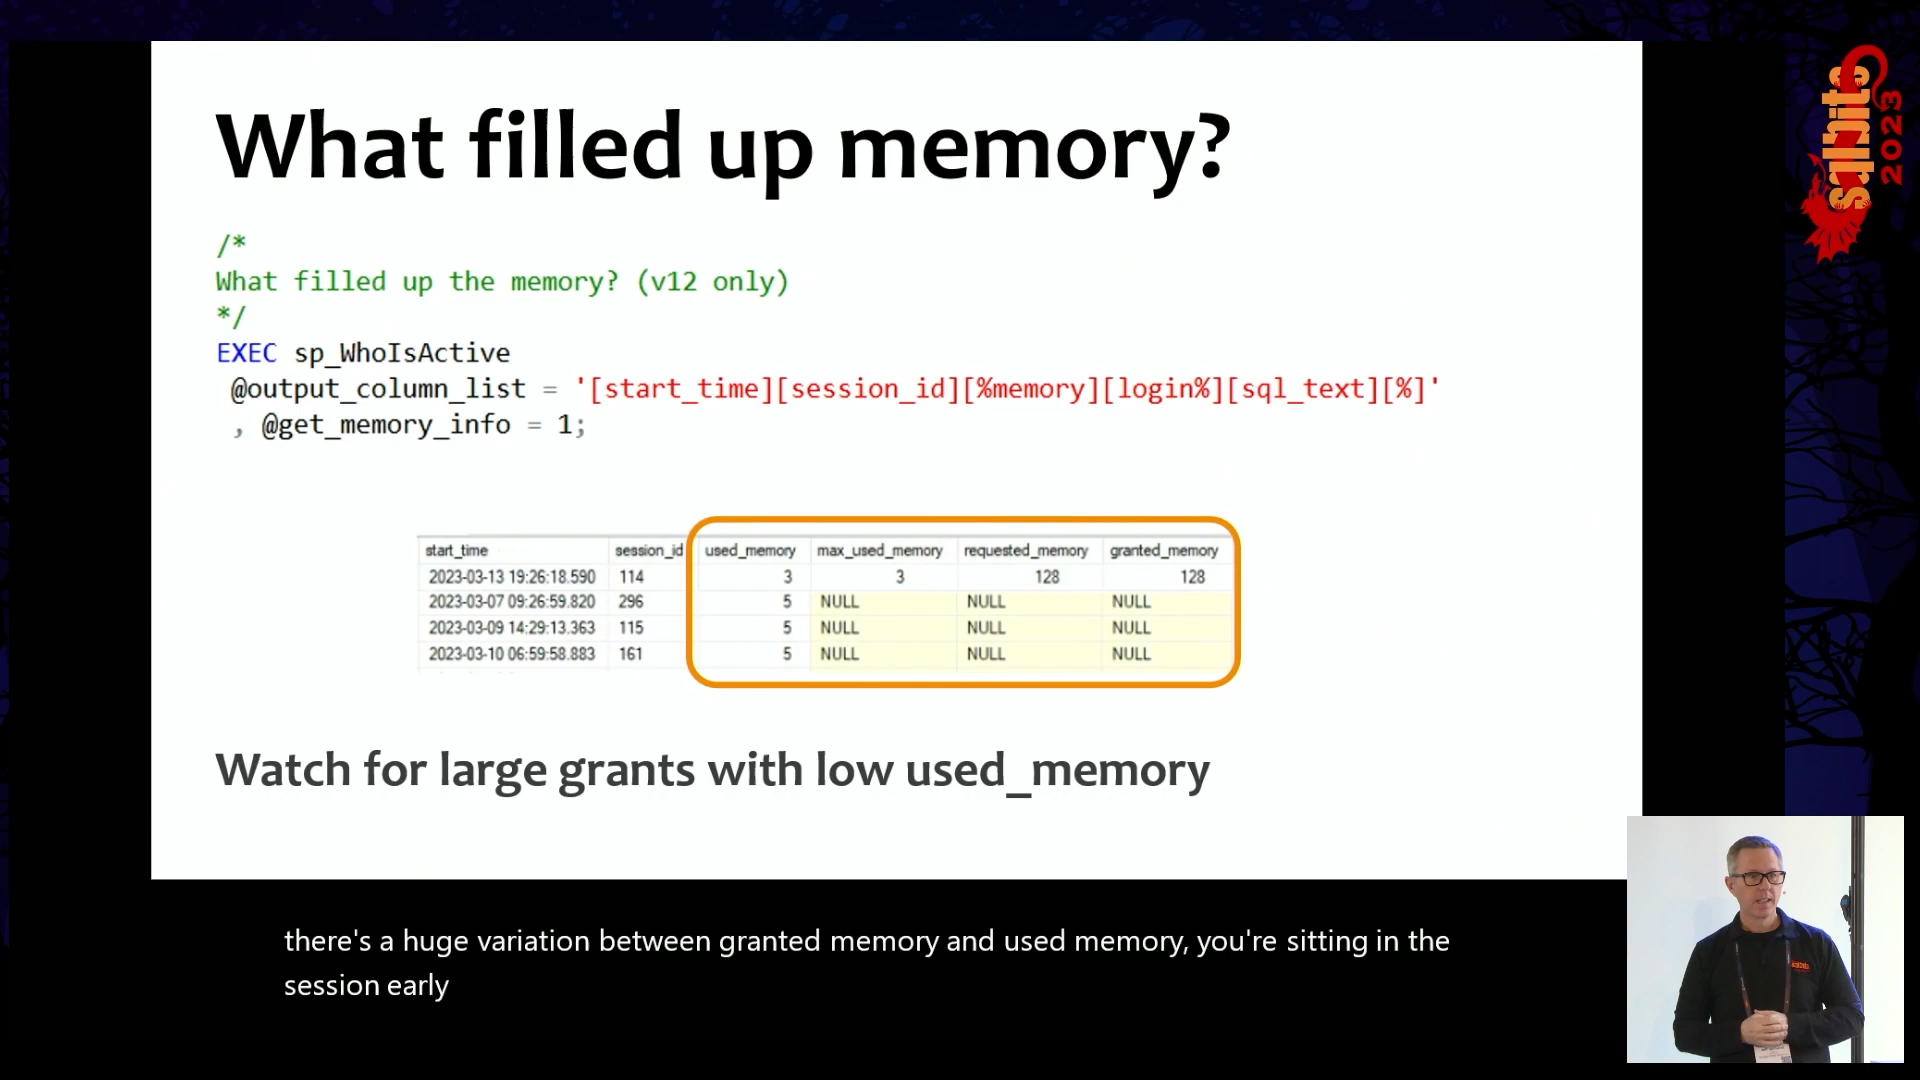 What filled up memory?
/*
What filled up the memory? (v12 only)
*/
EXEC sp_WhoIsActive
@output_column_list = '[start_time][session_id][%memory][login%][sql_text][%]'
, @get_memory_info = 1;
start_time session_id used_memory max_used_memory requested_memory granted_memory
2023-03-13 19:26:18.590 114 3 3 128 128
2023-03-07 09:26:59.820 296 5 NULL NULL NULL
2023-03-09 14:29:13.363 115 5 NULL NULL NULL
2023-03-10 06:59:58.883 161 5 NULL NULL NULL
Watch for large grants with low used_memory
there's a huge variation between granted memory and used memory, you're sitting in the
session early
sqlbits
2023